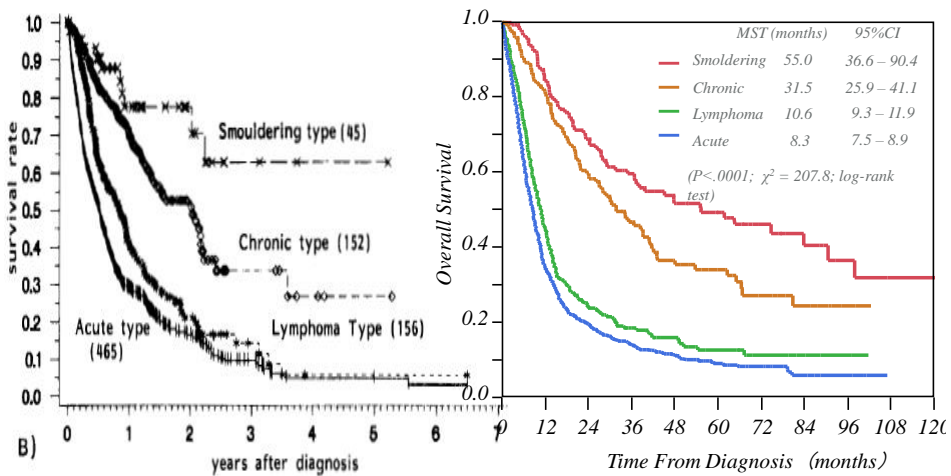 1.0
0.9
0.8
0.7
0.6
0.5
0.4
0.3
0.2
0.1
0.0
survival rate
Smouldering type (45)
Chronic type (152)
Lymphoma Type (156)
Acute type
(465)
0 1 2 3 4 5 6 7
B)
years after diagnosis
1.0
0.8
0.6
0.4
0.2
0.0
Overall Survival
MST (months) 95%CI
Smoldering 55.0 36.6 – 90.4
Chronic 31.5 25.9 – 41.1
Lymphoma 10.6 9.3 – 11.9
Acute 8.3 7.5 – 8.9
(P<.0001; χ² = 207.8; log-rank
test)
0 12 24 36 48 60 72 84 96 108 120
Time From Diagnosis (months)